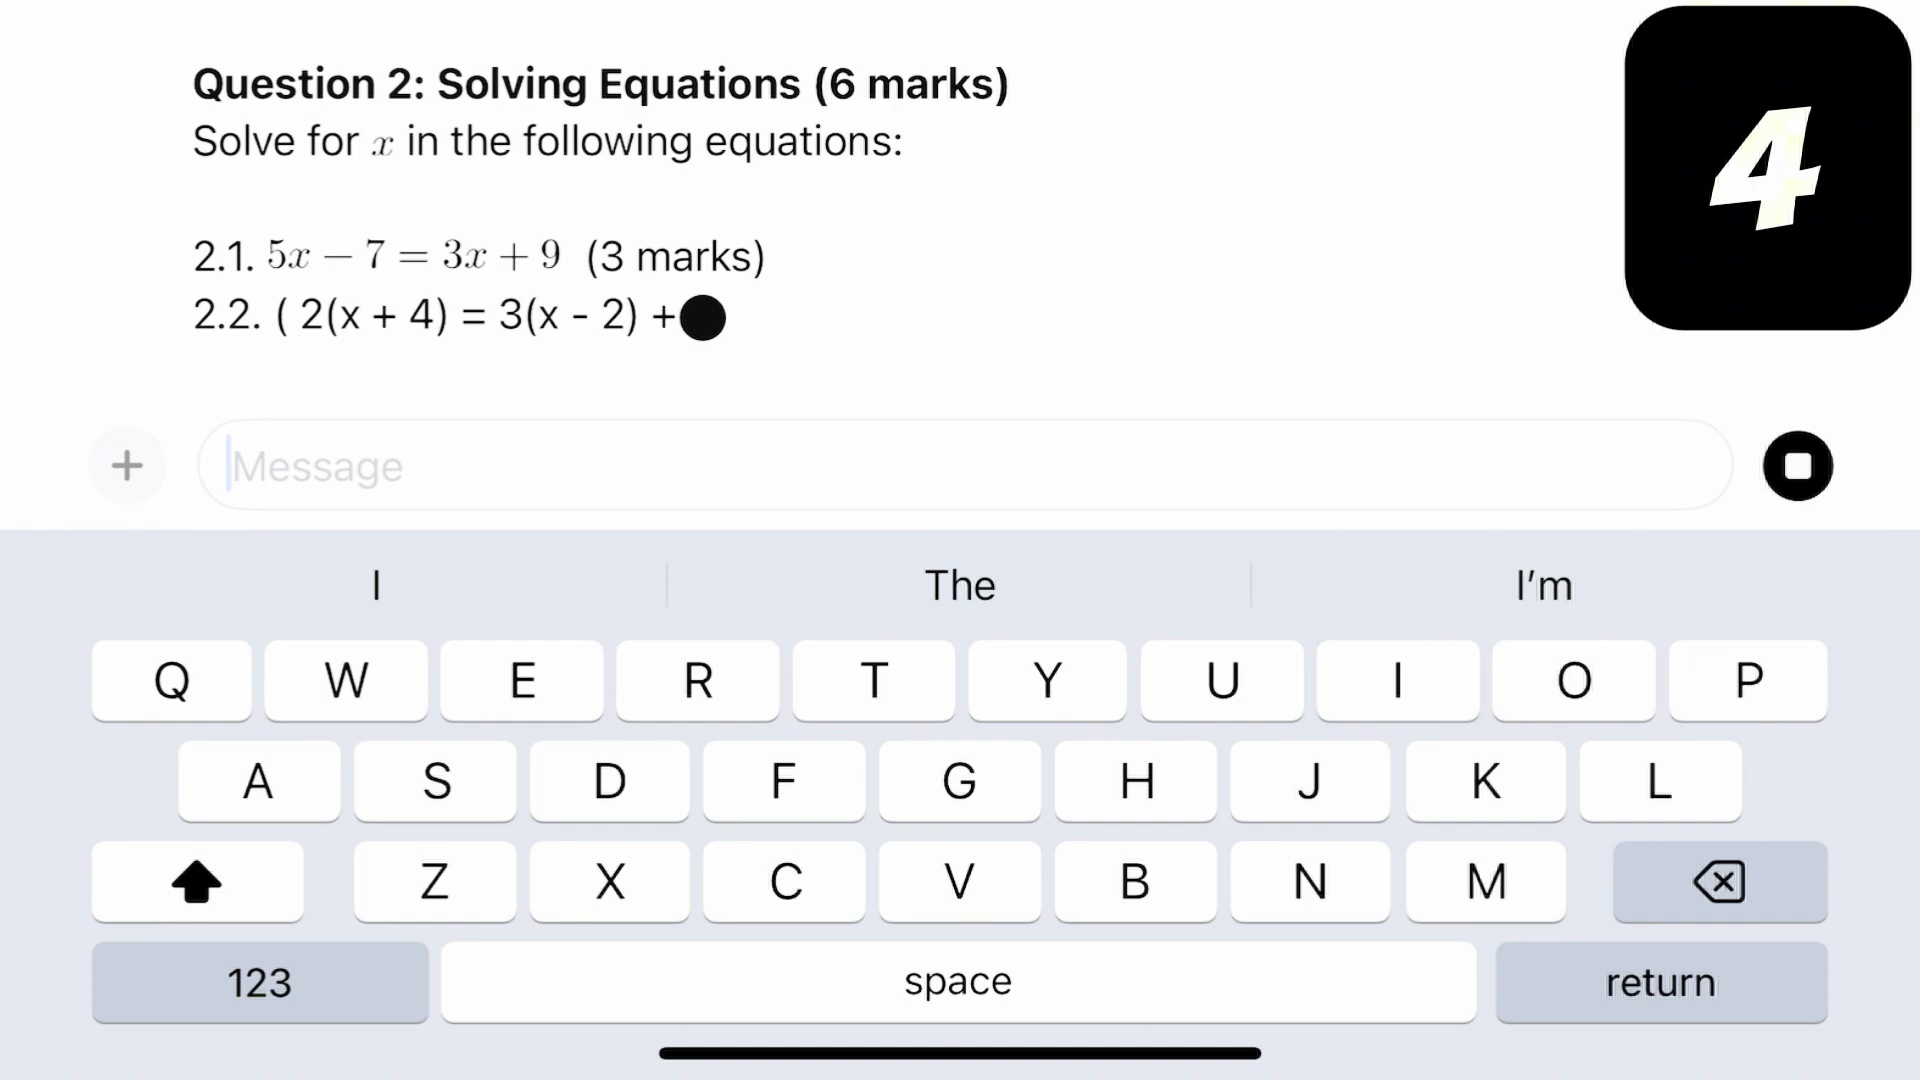 Question 2: Solving Equations (6 marks)
Solve for x in the following equations:
2.1. 5x − 7 = 3x + 9 (3 marks)
2.2. ( 2(x + 4) = 3(x - 2) +
4
Message
I The I'm
Q W E R T Y U I O P
A S D F G H J K L
Z X C V B N M
123 space return